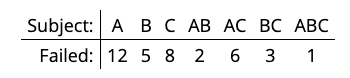 Subject: A B C AB AC BC ABC
Failed: 12 5 8 2 6 3 1